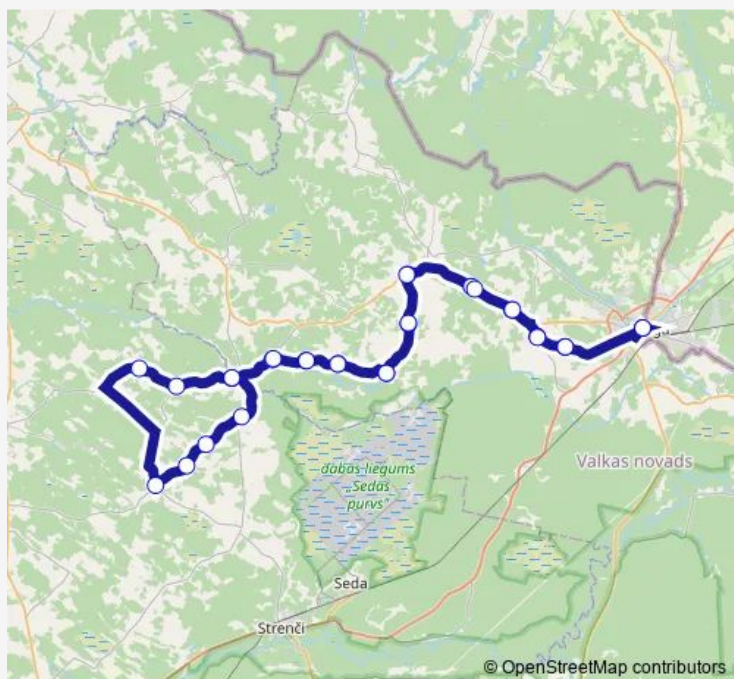 dabas liegums
„Sedas
purvs"
Valkas novads
Seda
Strenči
© OpenStreetMap contributors